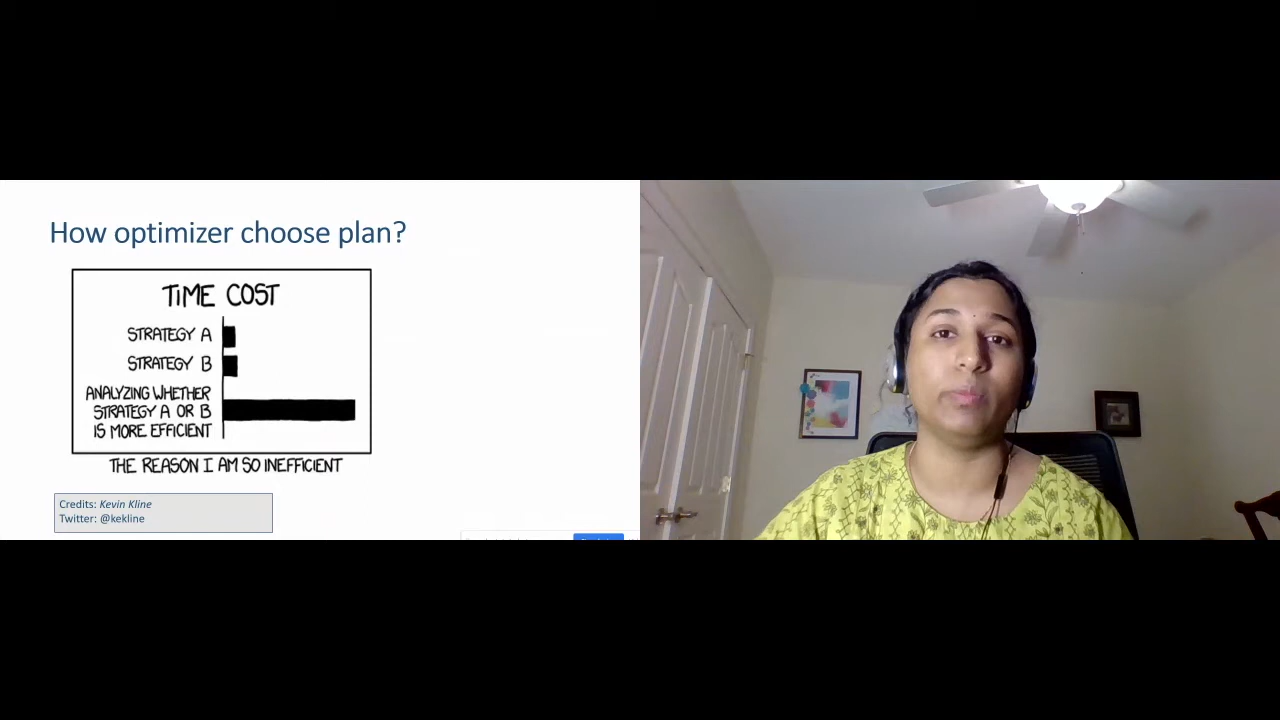 How optimizer choose plan?
TIME COST
STRATEGY A
STRATEGY B
ANALYZING WHETHER
STRATEGY A OR B
IS MORE EFFICIENT
THE REASON I AM SO INEFFICIENT
Credits: Kevin Kline
Twitter: @kekline